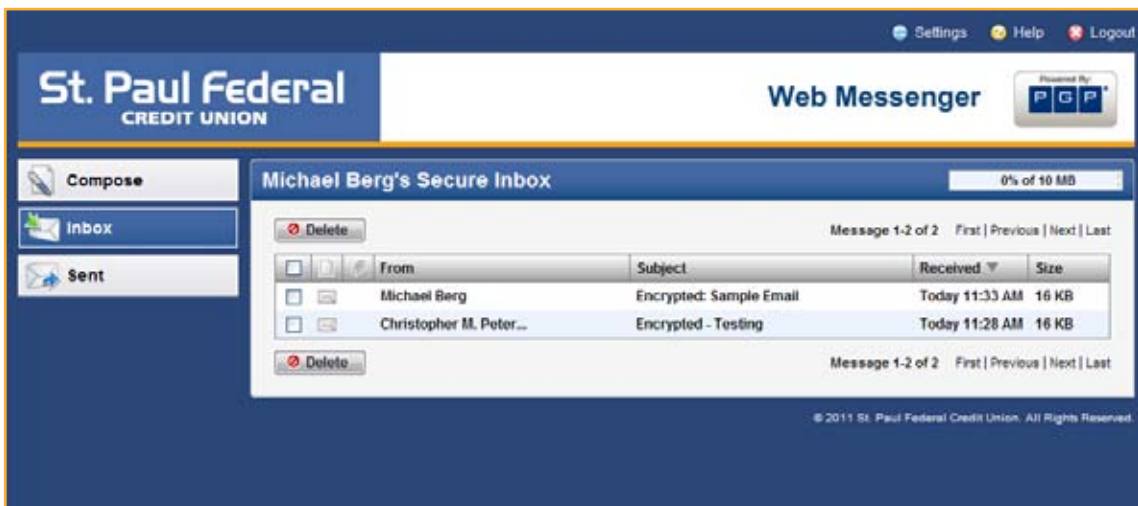 Settings Help Logout
St. Paul Federal
CREDIT UNION
Web Messenger
Powered By
PGP
Compose
Inbox
Sent
Michael Berg's Secure Inbox
0% of 10 MB
Delete
Message 1-2 of 2 First | Previous | Next | Last
From Subject Received Size
Michael Berg Encrypted: Sample Email Today 11:33 AM 16 KB
Christopher M. Peter... Encrypted - Testing Today 11:28 AM 16 KB
Delete
Message 1-2 of 2 First | Previous | Next | Last
© 2011 St. Paul Federal Credit Union. All Rights Reserved.